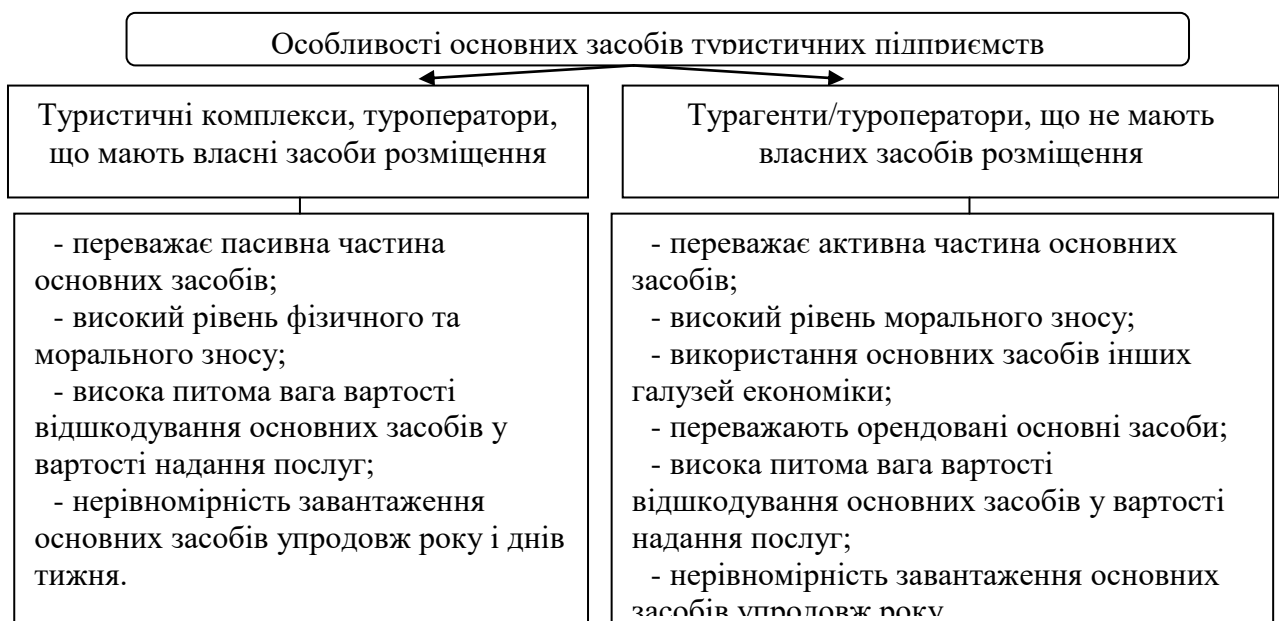 Особливості основних засобів туристичних підприємств
Туристичні комплекси, туроператори,
що мають власні засоби розміщення
Турагенти/туроператори, що не мають
власних засобів розміщення
- переважає пасивна частина
основних засобів;
- високий рівень фізичного та
морального зносу;
- висока питома вага вартості
відшкодування основних засобів у
вартості надання послуг;
- нерівномірність завантаження
основних засобів упродовж року і днів
тижня.
- переважає активна частина основних
засобів;
- високий рівень морального зносу;
- використання основних засобів інших
галузей економіки;
- переважають орендовані основні засоби;
- висока питома вага вартості
відшкодування основних засобів у вартості
надання послуг;
- нерівномірність завантаження основних
засобів упродовж року